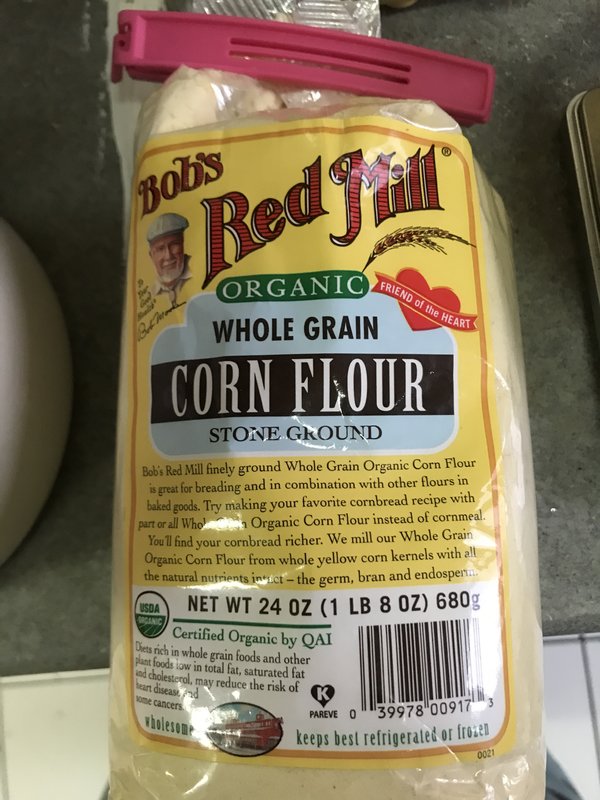 Bob's
Red Mill®
To Your Good Health
Bob Moore
ORGANIC
FRIEND of the HEART
WHOLE GRAIN
CORN FLOUR
STONE GROUND
Bob's Red Mill finely ground Whole Grain Organic Corn Flour
is great for breading and in combination with other flours in
baked goods. Try making your favorite cornbread recipe with
part or all Organic Corn Flour instead of cornmeal.
You'll find your cornbread richer. We mill our Whole Grain
Organic Corn Flour from whole yellow corn kernels with all
the natural nutrients intact – the germ, bran and endosperm.
USDA
ORGANIC
NET WT 24 OZ (1 LB 8 OZ) 680g
Certified Organic by QAI
Diets rich in whole grain foods and other
plant foods low in total fat, saturated fat
and cholesterol, may reduce the risk of
heart disease and
some cancers.
K
PAREVE
0 39978 00917 3
wholesome
keeps best refrigerated or frozen
0021